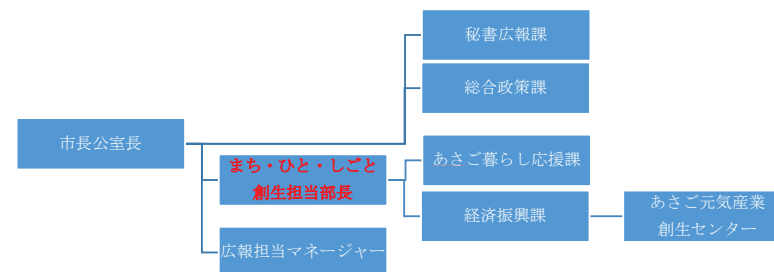 秘書広報課
総合政策課
市長公室長
まち・ひと・しごと
創生担当部長
あさご暮らし応援課
経済振興課
あさご元気産業
創生センター
広報担当マネージャー